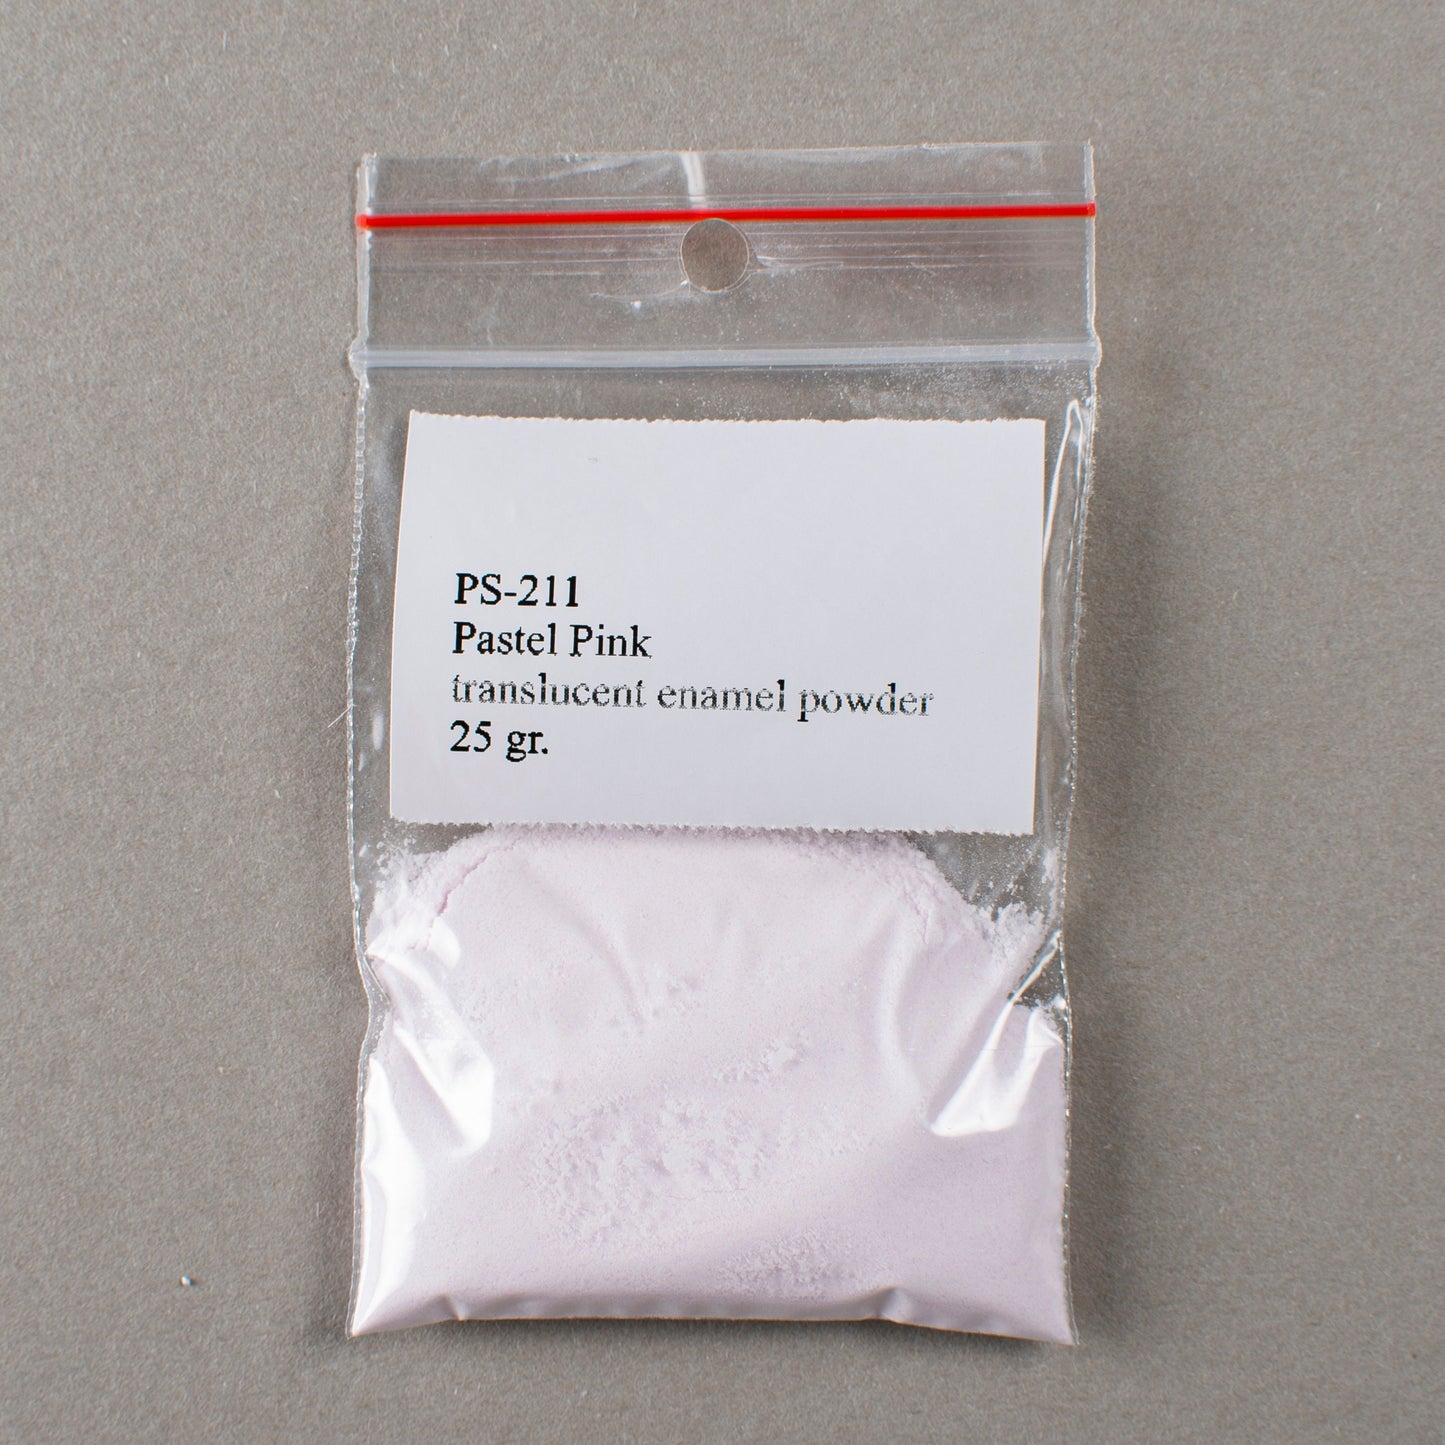 PS-211
Pastel Pink
translucent enamel powder
25 gr.